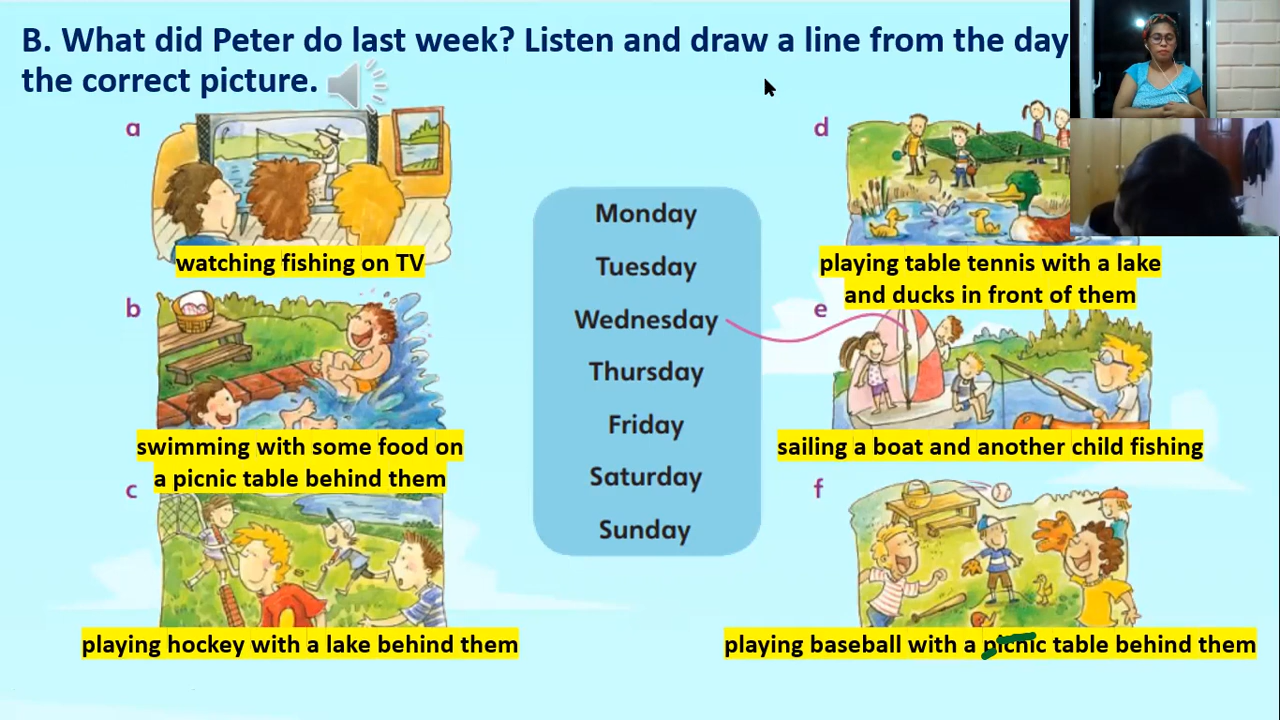 B. What did Peter do last week? Listen and draw a line from the day
the correct picture.
a
watching fishing on TV
b
swimming with some food on
a picnic table behind them
c
playing hockey with a lake behind them
Monday
Tuesday
Wednesday
Thursday
Friday
Saturday
Sunday
d
playing table tennis with a lake
and ducks in front of them
e
sailing a boat and another child fishing
f
playing baseball with a picnic table behind them